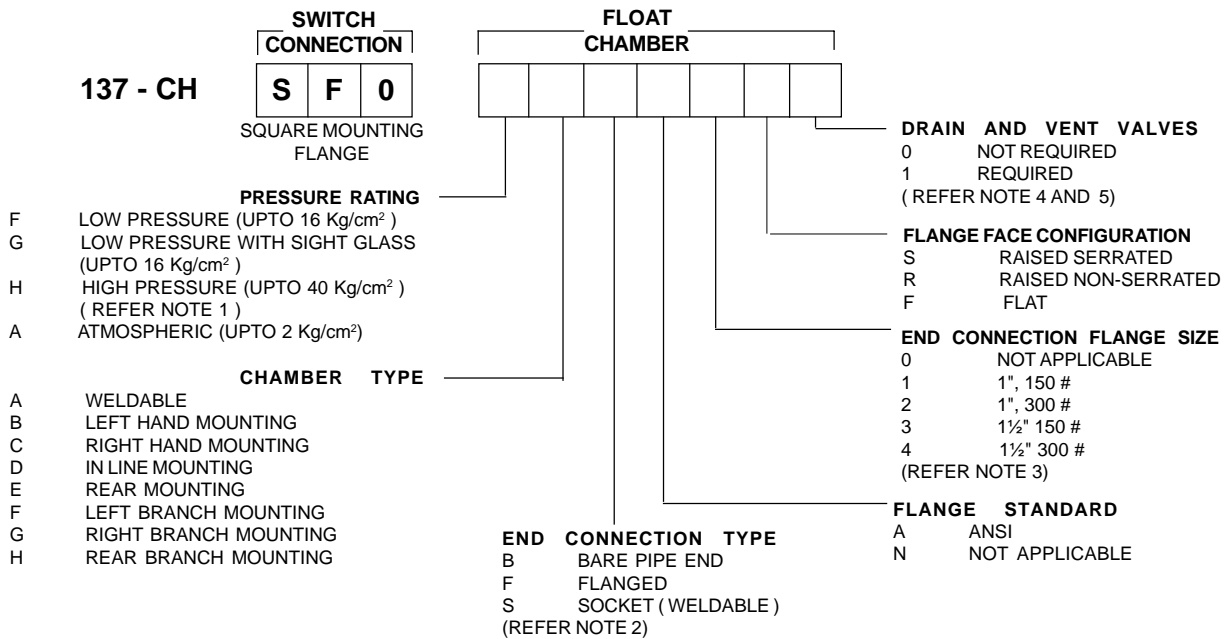 SWITCH
CONNECTION
FLOAT
CHAMBER
137 - CH
S F 0
SQUARE MOUNTING
FLANGE
PRESSURE RATING
F LOW PRESSURE (UPTO 16 Kg/cm² )
G LOW PRESSURE WITH SIGHT GLASS
(UPTO 16 Kg/cm² )
H HIGH PRESSURE (UPTO 40 Kg/cm² )
( REFER NOTE 1 )
A ATMOSPHERIC (UPTO 2 Kg/cm²)
CHAMBER TYPE
A WELDABLE
B LEFT HAND MOUNTING
C RIGHT HAND MOUNTING
D IN LINE MOUNTING
E REAR MOUNTING
F LEFT BRANCH MOUNTING
G RIGHT BRANCH MOUNTING
H REAR BRANCH MOUNTING
END CONNECTION TYPE
B BARE PIPE END
F FLANGED
S SOCKET ( WELDABLE )
(REFER NOTE 2)
DRAIN AND VENT VALVES
0 NOT REQUIRED
1 REQUIRED
( REFER NOTE 4 AND 5)
FLANGE FACE CONFIGURATION
S RAISED SERRATED
R RAISED NON-SERRATED
F FLAT
END CONNECTION FLANGE SIZE
0 NOT APPLICABLE
1 1", 150 #
2 1", 300 #
3 1½" 150 #
4 1½" 300 #
(REFER NOTE 3)
FLANGE STANDARD
A ANSI
N NOT APPLICABLE